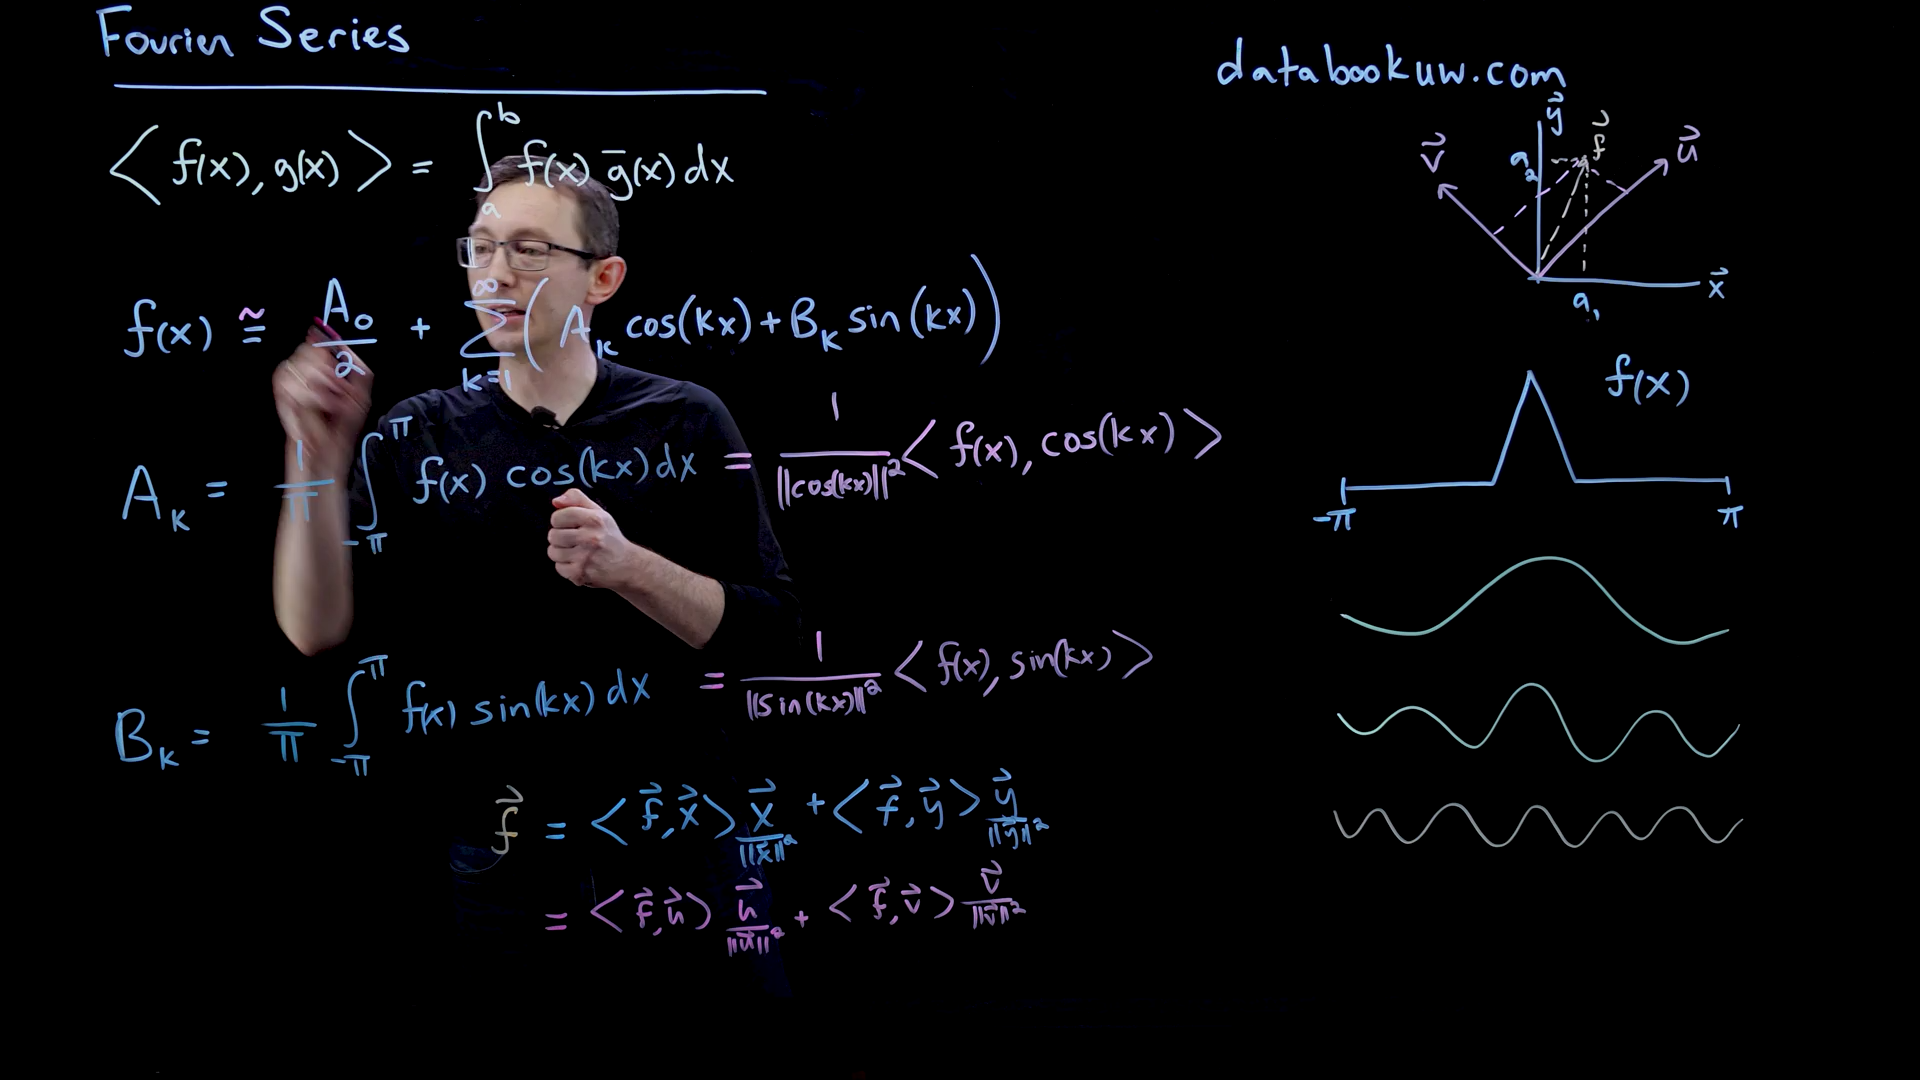 Fourier Series
databookuw.com
⟨f(x), g(x)⟩ = ∫_a^b f(x) ḡ(x) dx
f(x) ≅ A₀/2 + ∑_{k=1}^∞ (A_k cos(kx) + B_k sin(kx))
A_k = 1/π ∫_{-π}^{π} f(x) cos(kx) dx = 1/||cos(kx)||² ⟨f(x), cos(kx)⟩
B_k = 1/π ∫_{-π}^{π} f(x) sin(kx) dx = 1/||sin(kx)||² ⟨f(x), sin(kx)⟩
f⃗ = ⟨f⃗, x⃗⟩ x⃗/||x⃗||² + ⟨f⃗, y⃗⟩ y⃗/||y⃗||²
= ⟨f⃗, u⃗⟩ u⃗/||u⃗||² + ⟨f⃗, v⃗⟩ v⃗/||v⃗||²
y⃗ f⃗
v⃗ u⃗
a₂
x⃗
a₁
f(x)
-π π